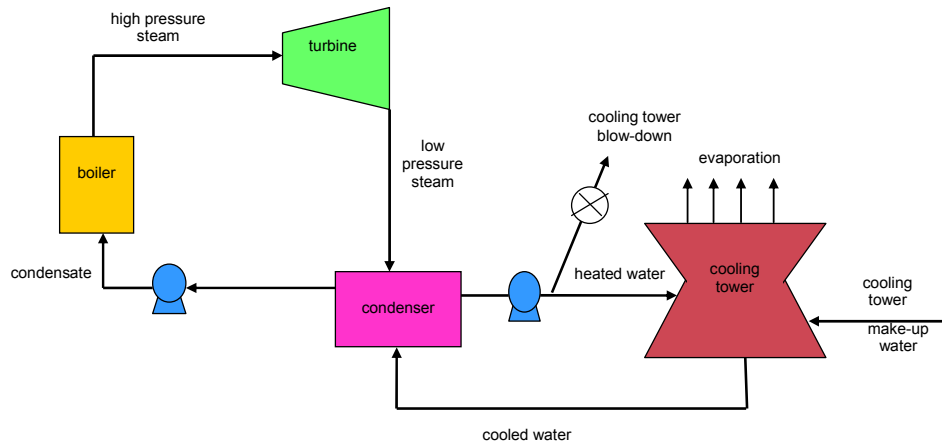 high pressure
steam
turbine
cooling tower
blow-down
low
pressure
steam
evaporation
boiler
condensate
heated water
cooling
tower
cooling
tower
make-up
water
condenser
cooled water